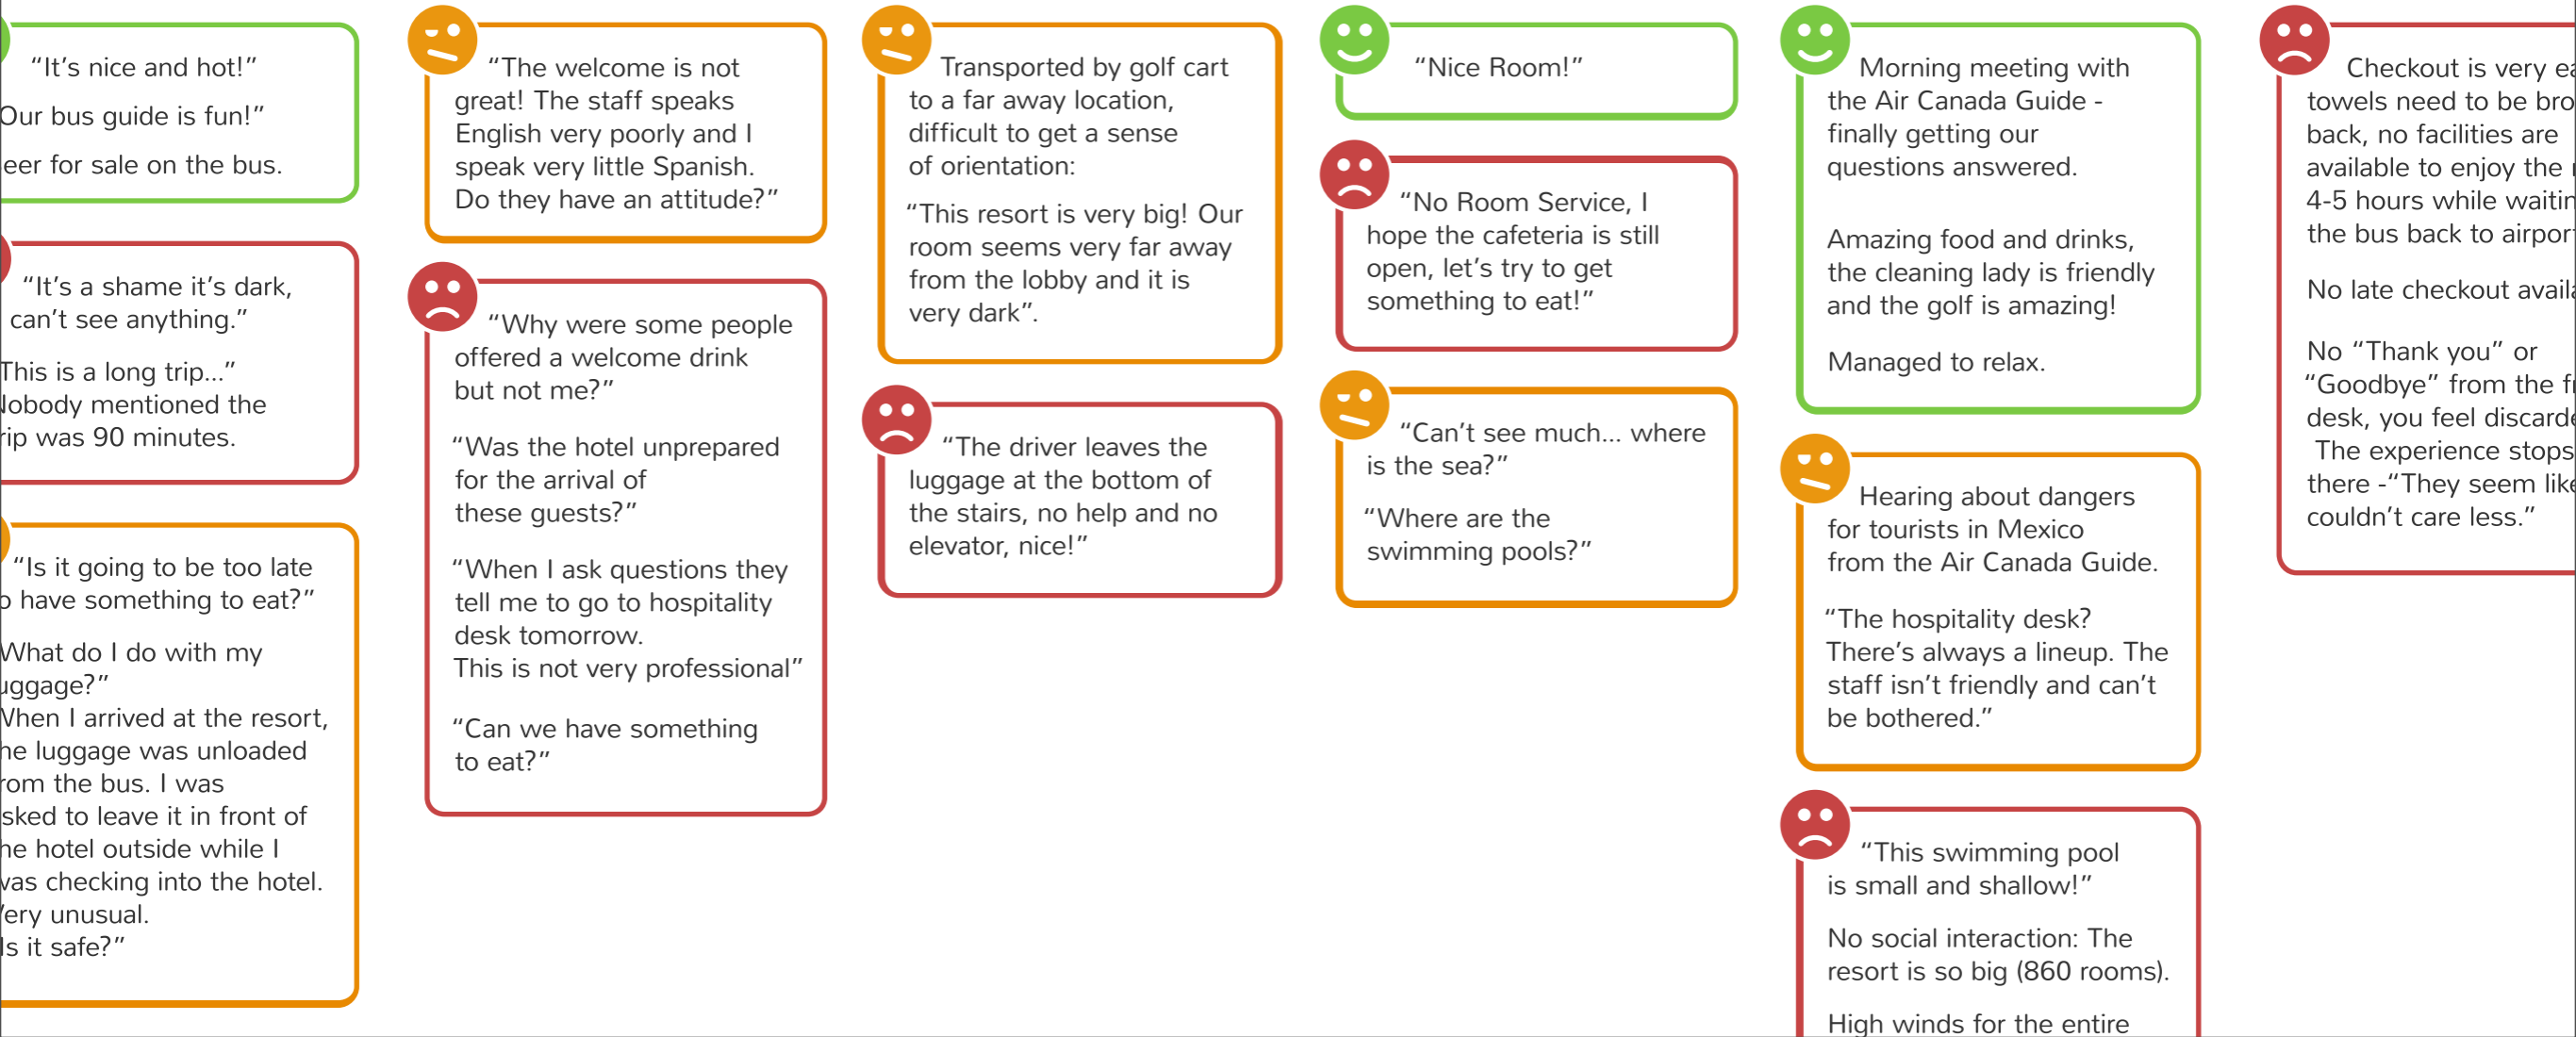 “It’s nice and hot!”
Our bus guide is fun!”
for sale on the bus.
“It’s a shame it’s dark,
can’t see anything.”
This is a long trip...”
mentioned the
was 90 minutes.
“Is it going to be too late
have something to eat?”
What do I do with my
When I arrived at the resort,
luggage was unloaded
the bus. I was
to leave it in front of
hotel outside while I
checking into the hotel.
unusual.
Is it safe?”
“The welcome is not
great! The staff speaks
English very poorly and I
speak very little Spanish.
Do they have an attitude?”
“Why were some people
offered a welcome drink
but not me?”
“Was the hotel unprepared
for the arrival of
these guests?”
“When I ask questions they
tell me to go to hospitality
desk tomorrow.
This is not very professional”
“Can we have something
to eat?”
Transported by golf cart
to a far away location,
difficult to get a sense
of orientation:
“This resort is very big! Our
room seems very far away
from the lobby and it is
very dark”.
“The driver leaves the
luggage at the bottom of
the stairs, no help and no
elevator, nice!”
“Nice Room!”
“No Room Service, I
hope the cafeteria is still
open, let’s try to get
something to eat!”
“Can’t see much... where
is the sea?”
“Where are the
swimming pools?”
Morning meeting with
the Air Canada Guide -
finally getting our
questions answered.
Amazing food and drinks,
the cleaning lady is friendly
and the golf is amazing!
Managed to relax.
Hearing about dangers
for tourists in Mexico
from the Air Canada Guide.
“The hospitality desk?
There’s always a lineup. The
staff isn’t friendly and can’t
be bothered.”
“This swimming pool
is small and shallow!”
No social interaction: The
resort is so big (860 rooms).
High winds for the entire
Checkout is very
towels need to be
back, no facilities are
available to enjoy the
4-5 hours while
the bus back to
No late checkout
No “Thank you” or
“Goodbye” from the
desk, you feel
The experience stops
there -“They seem
couldn’t care less.”